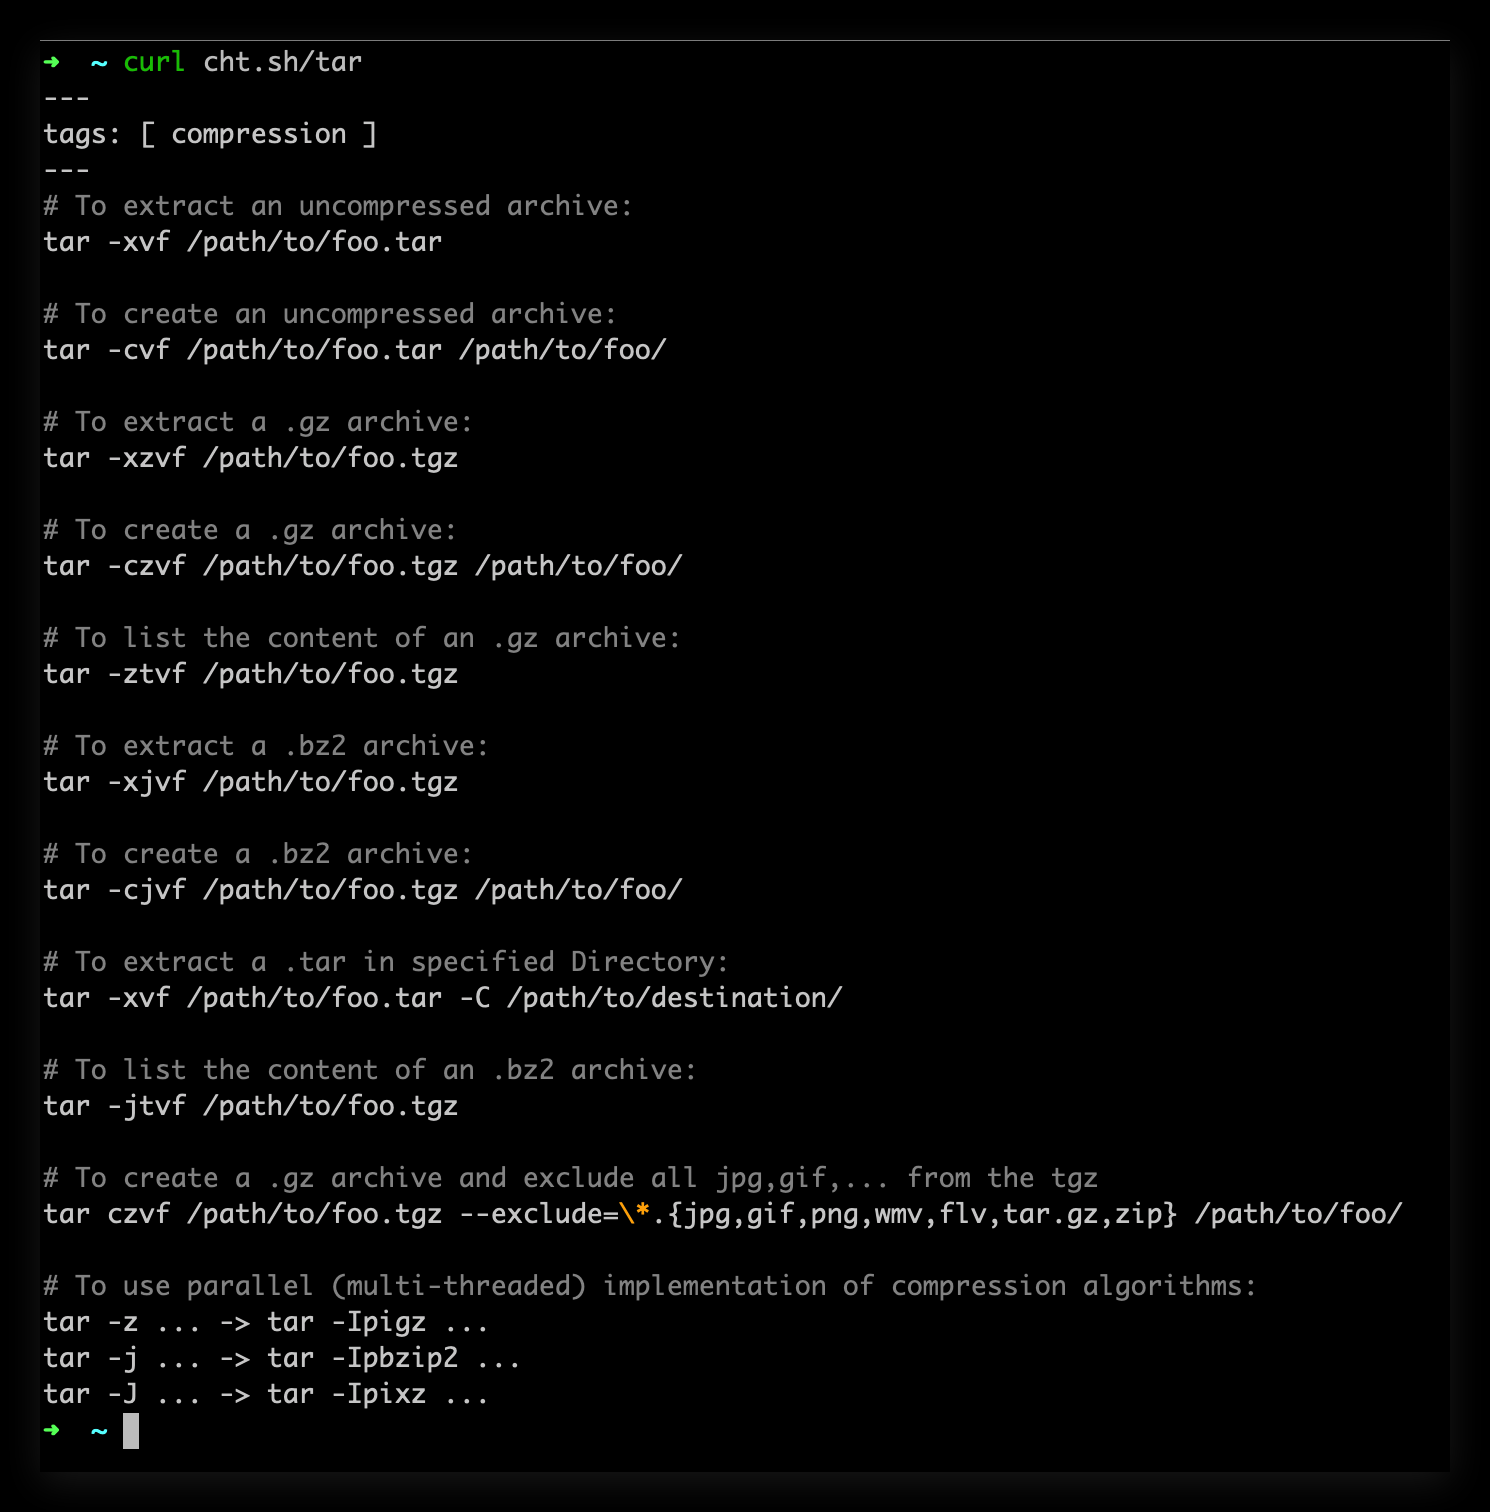 ➜  ~ curl cht.sh/tar
---
tags: [ compression ]
---
# To extract an uncompressed archive:
tar -xvf /path/to/foo.tar

# To create an uncompressed archive:
tar -cvf /path/to/foo.tar /path/to/foo/

# To extract a .gz archive:
tar -xzvf /path/to/foo.tgz

# To create a .gz archive:
tar -czvf /path/to/foo.tgz /path/to/foo/

# To list the content of an .gz archive:
tar -ztvf /path/to/foo.tgz

# To extract a .bz2 archive:
tar -xjvf /path/to/foo.tgz

# To create a .bz2 archive:
tar -cjvf /path/to/foo.tgz /path/to/foo/

# To extract a .tar in specified Directory:
tar -xvf /path/to/foo.tar -C /path/to/destination/

# To list the content of an .bz2 archive:
tar -jtvf /path/to/foo.tgz

# To create a .gz archive and exclude all jpg,gif,... from the tgz
tar czvf /path/to/foo.tgz --exclude=\*.{jpg,gif,png,wmv,flv,tar.gz,zip} /path/to/foo/

# To use parallel (multi-threaded) implementation of compression algorithms:
tar -z ... -> tar -Ipigz ...
tar -j ... -> tar -Ipbzip2 ...
tar -J ... -> tar -Ipixz ...
➜  ~